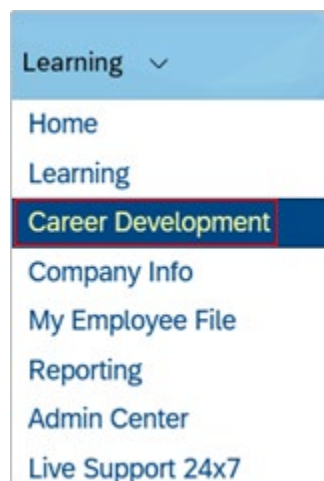 Learning
Home
Learning
Career Development
Company Info
My Employee File
Reporting
Admin Center
Live Support 24x7